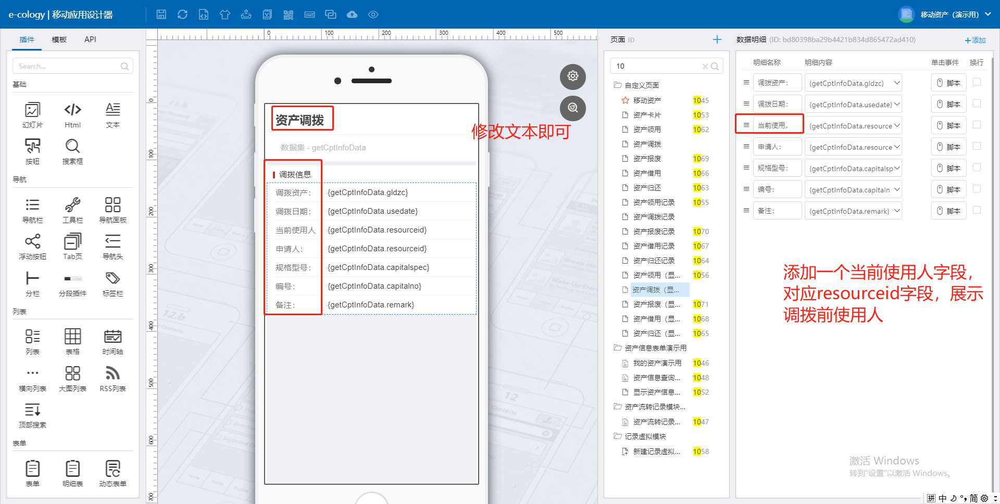 e-cology | 移动应用设计器
移动资产（演示用）
插件 模板 API
Search...
基础
幻灯片 Html 文本
按钮 搜索框
导航
导航栏 工具栏 导航面板
浮动按钮 Tab页 导航头
分栏 分段插件 标签栏
列表
列表 表格 时间轴
横向列表 大图列表 RSS列表
顶部搜索
表单
表单 明细表 动态表单
0 100 200 300 400 500
0
100
200
300
400
500
600
700
资产调拨
修改文本即可
数据集 - getCptInfoData
调拨信息
调拨资产： {getCptInfoData.gldzc}
调拨日期： {getCptInfoData.usedate}
当前使用人 {getCptInfoData.resourceid}
申请人： {getCptInfoData.resourceid}
规格型号： {getCptInfoData.capitalspec}
编号： {getCptInfoData.capitalno}
备注： {getCptInfoData.remark}
页面 ID
10
自定义页面
移动资产 1045
资产卡片 1053
资产领用 1062
资产调拨
资产报废 1069
资产借用 1066
资产归还 1063
资产领用记录 1055
资产调拨记录
资产报废记录 1070
资产借用记录 1067
资产归还记录 1064
资产领用（显... 1056
资产调拨（显...
资产报废（显... 1071
资产借用（显... 1068
资产归还（显... 1065
资产信息表单演示用
我的资产演示用 1046
资产信息查询... 1048
显示资产信息... 1052
资产流转记录模块...
资产流转记录... 1047
记录虚拟模块
新建记录虚拟... 1058
数据明细 (ID: bd80398ba29b4421b834d865472ad410)
添加
明细名称 明细内容 单击事件 换行
调拨资产： {getCptInfoData.gldzc} 脚本
调拨日期： {getCptInfoData.usedate} 脚本
当前使用 {getCptInfoData.resource 脚本
申请人： {getCptInfoData.resource 脚本
规格型号： {getCptInfoData.capitalsp 脚本
编号： {getCptInfoData.capitaln 脚本
备注： {getCptInfoData.remark} 脚本
添加一个当前使用人字段，
对应resourceid字段，展示
调拨前使用人
激活 Windows
转到“设置”以激活 Windows。
拼 中 简